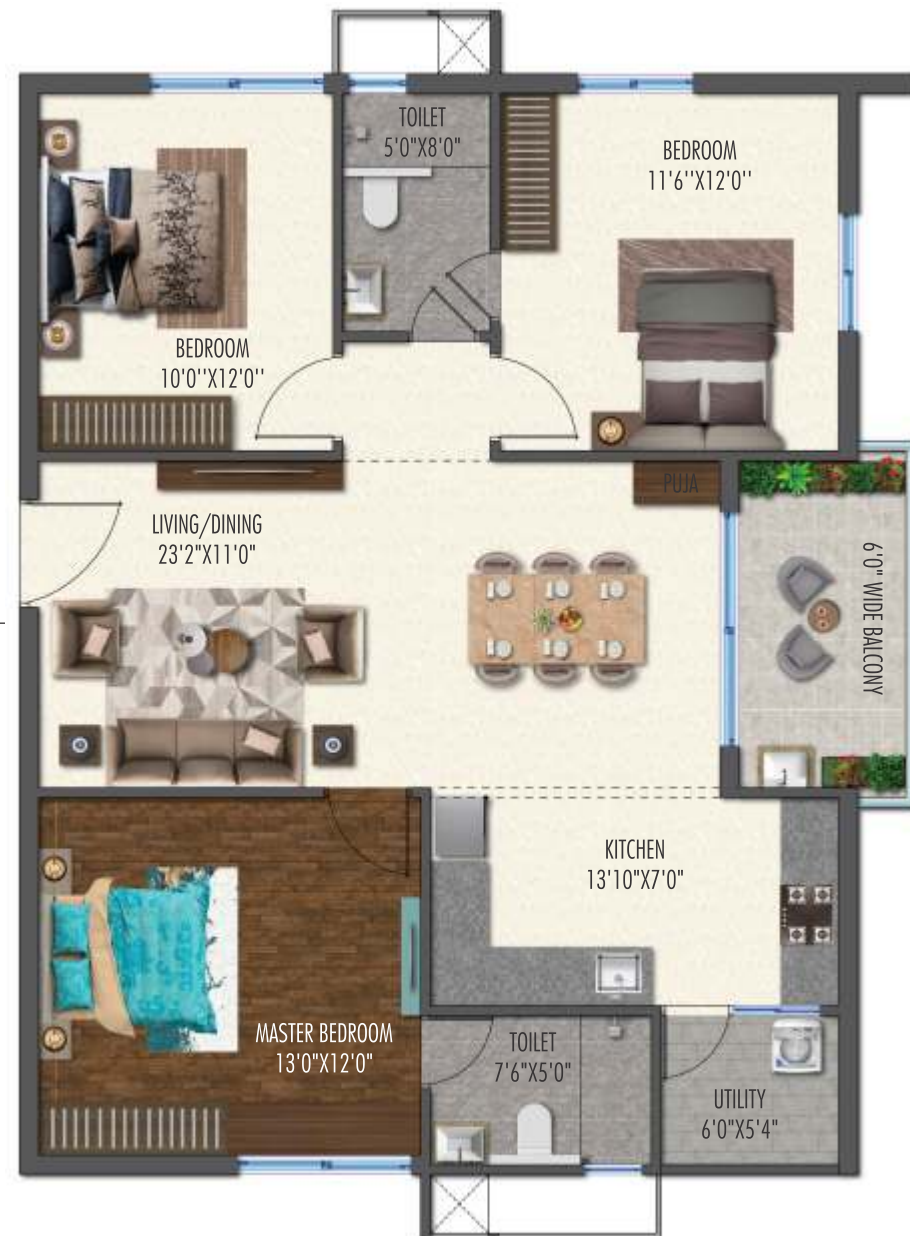 TOILET
5'0"X8'0"
BEDROOM
11'6''X12'0''
BEDROOM
10'0''X12'0''
PUJA
LIVING/DINING
23'2"X11'0"
6'0" WIDE BALCONY
KITCHEN
13'10"X7'0"
MASTER BEDROOM
13'0"X12'0"
TOILET
7'6"X5'0"
UTILITY
6'0"X5'4"